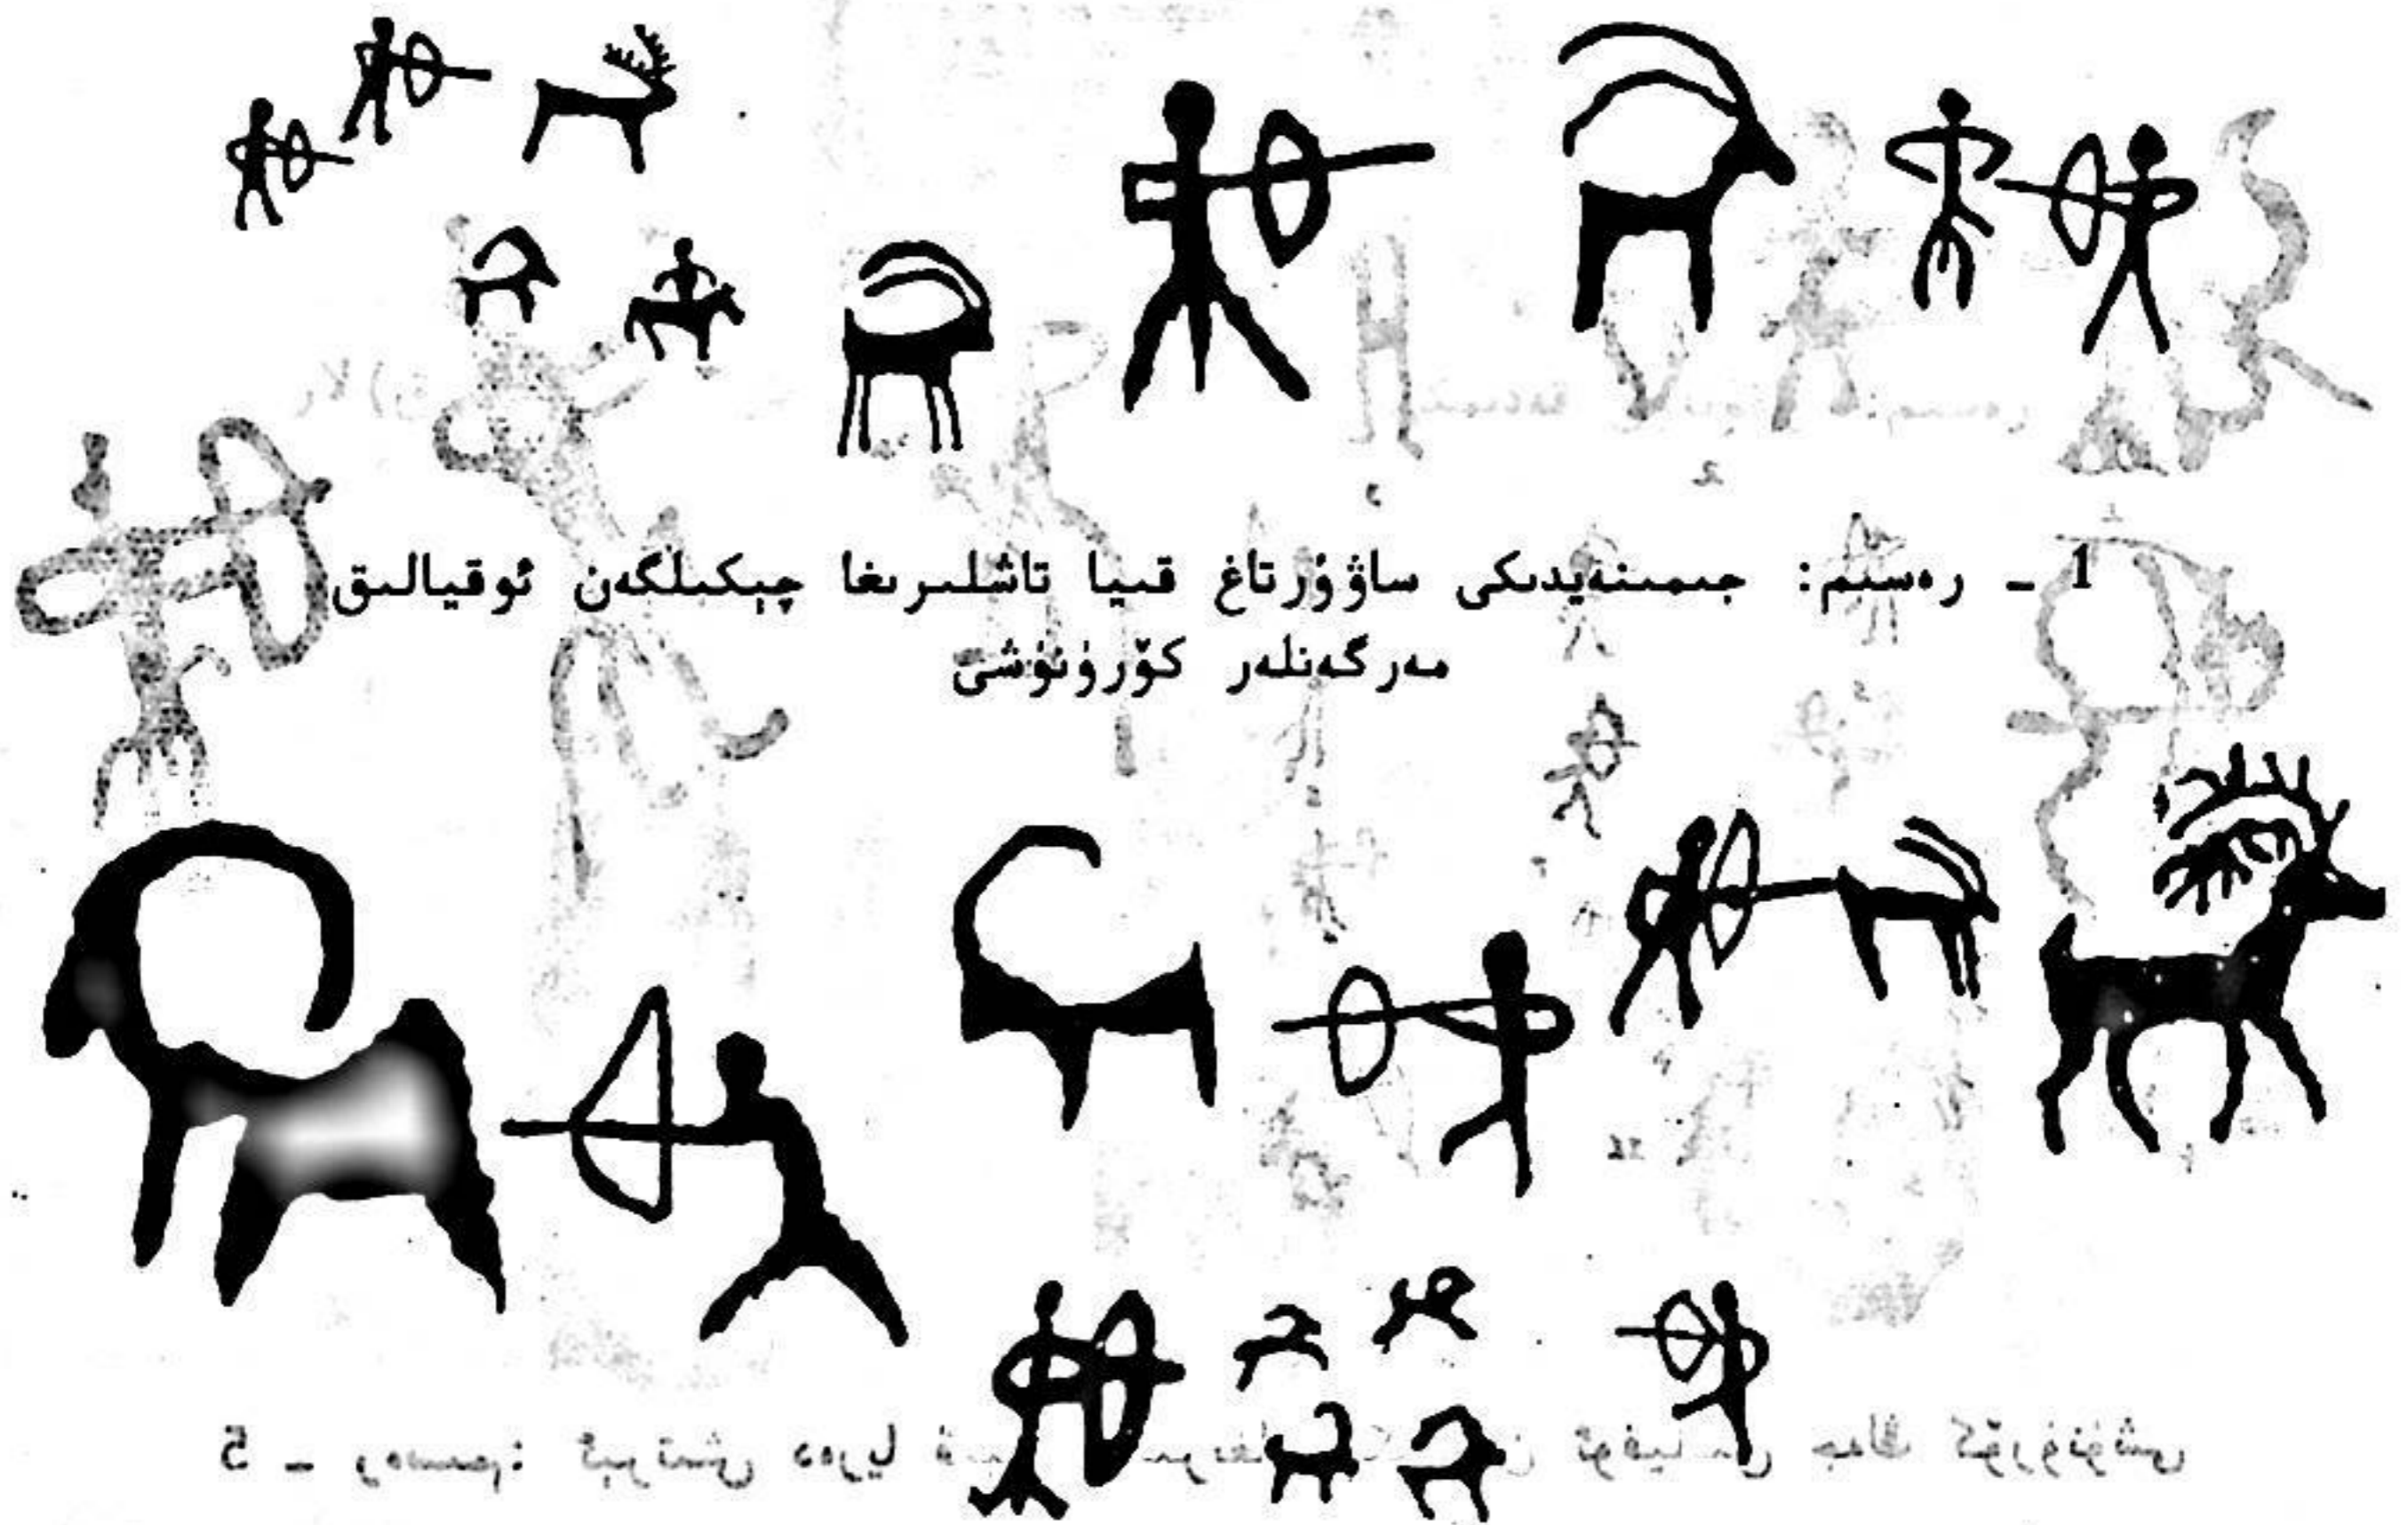 1 ـ رەسىم: جىمىنەيدىكى ساۋۇرتاغ قىيا تاشلىرىغا چېكىلگەن ئوقيالىق
مەرگەنلەر كۆرۈنۈشى